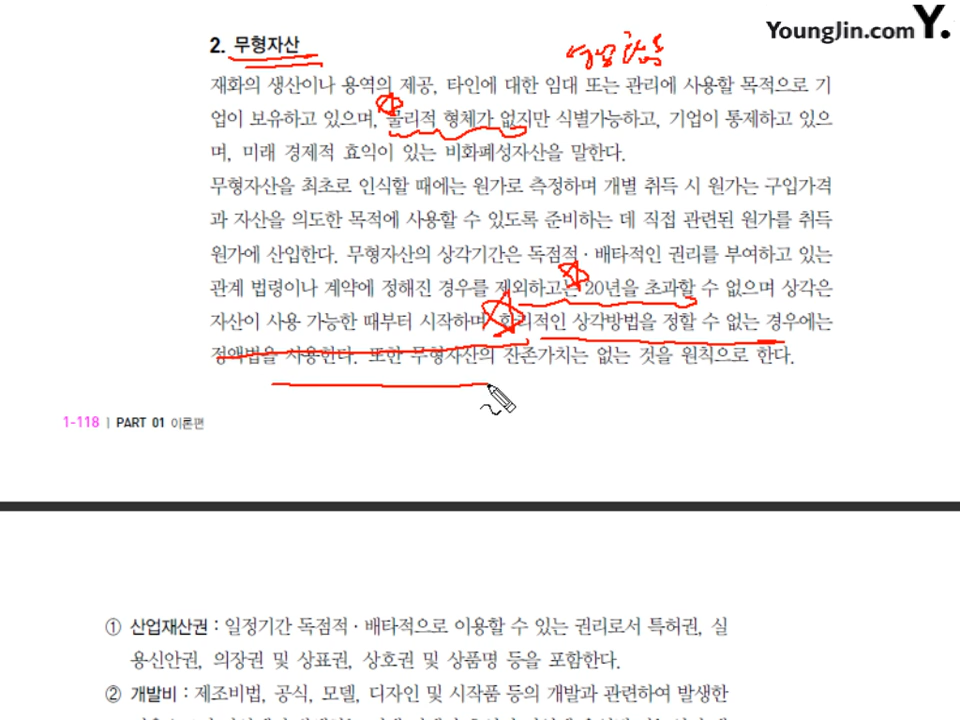 YoungJin.com Y.
2. 무형자산
재화의 생산이나 용역의 제공, 타인에 대한 임대 또는 관리에 사용할 목적으로 기
업이 보유하고 있으며, 물리적 형체가 없지만 식별가능하고, 기업이 통제하고 있으
며, 미래 경제적 효익이 있는 비화폐성자산을 말한다.
무형자산을 최초로 인식할 때에는 원가로 측정하며 개별 취득 시 원가는 구입가격
과 자산을 의도한 목적에 사용할 수 있도록 준비하는 데 직접 관련된 원가를 취득
원가에 산입한다. 무형자산의 상각기간은 독점적·배타적인 권리를 부여하고 있는
관계 법령이나 계약에 정해진 경우를 제외하고는 20년을 초과할 수 없으며 상각은
자산이 사용 가능한 때부터 시작하며 합리적인 상각방법을 정할 수 없는 경우에는
정액법을 사용한다. 또한 무형자산의 잔존가치는 없는 것을 원칙으로 한다.
1-118 | PART 01 이론편
① 산업재산권 : 일정기간 독점적·배타적으로 이용할 수 있는 권리로서 특허권, 실
용신안권, 의장권 및 상표권, 상호권 및 상품명 등을 포함한다.
② 개발비 : 제조비법, 공식, 모델, 디자인 및 시작품 등의 개발과 관련하여 발생한